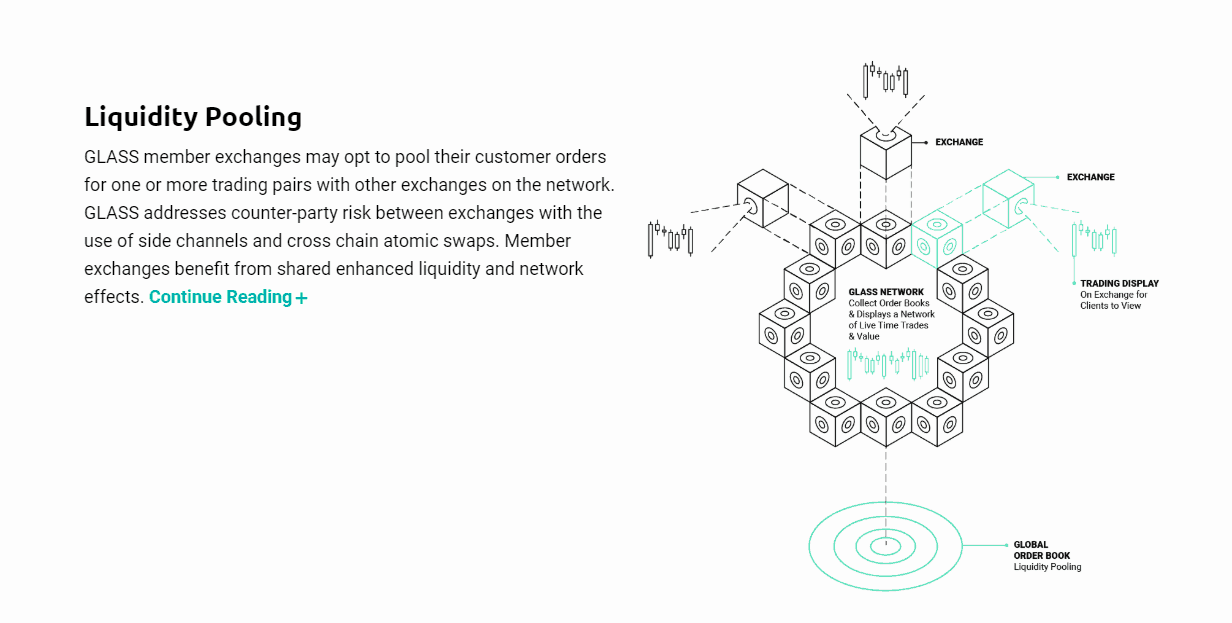 Liquidity Pooling
GLASS member exchanges may opt to pool their customer orders
for one or more trading pairs with other exchanges on the network.
GLASS addresses counter-party risk between exchanges with the
use of side channels and cross chain atomic swaps. Member
exchanges benefit from shared enhanced liquidity and network
effects. Continue Reading+
EXCHANGE
EXCHANGE
TRADING DISPLAY
On Exchange for
Clients to View
GLASS NETWORK
Collect Order Books
& Displays a Network
of Live Time Trades
& Value
GLOBAL
ORDER BOOK
Liquidity Pooling